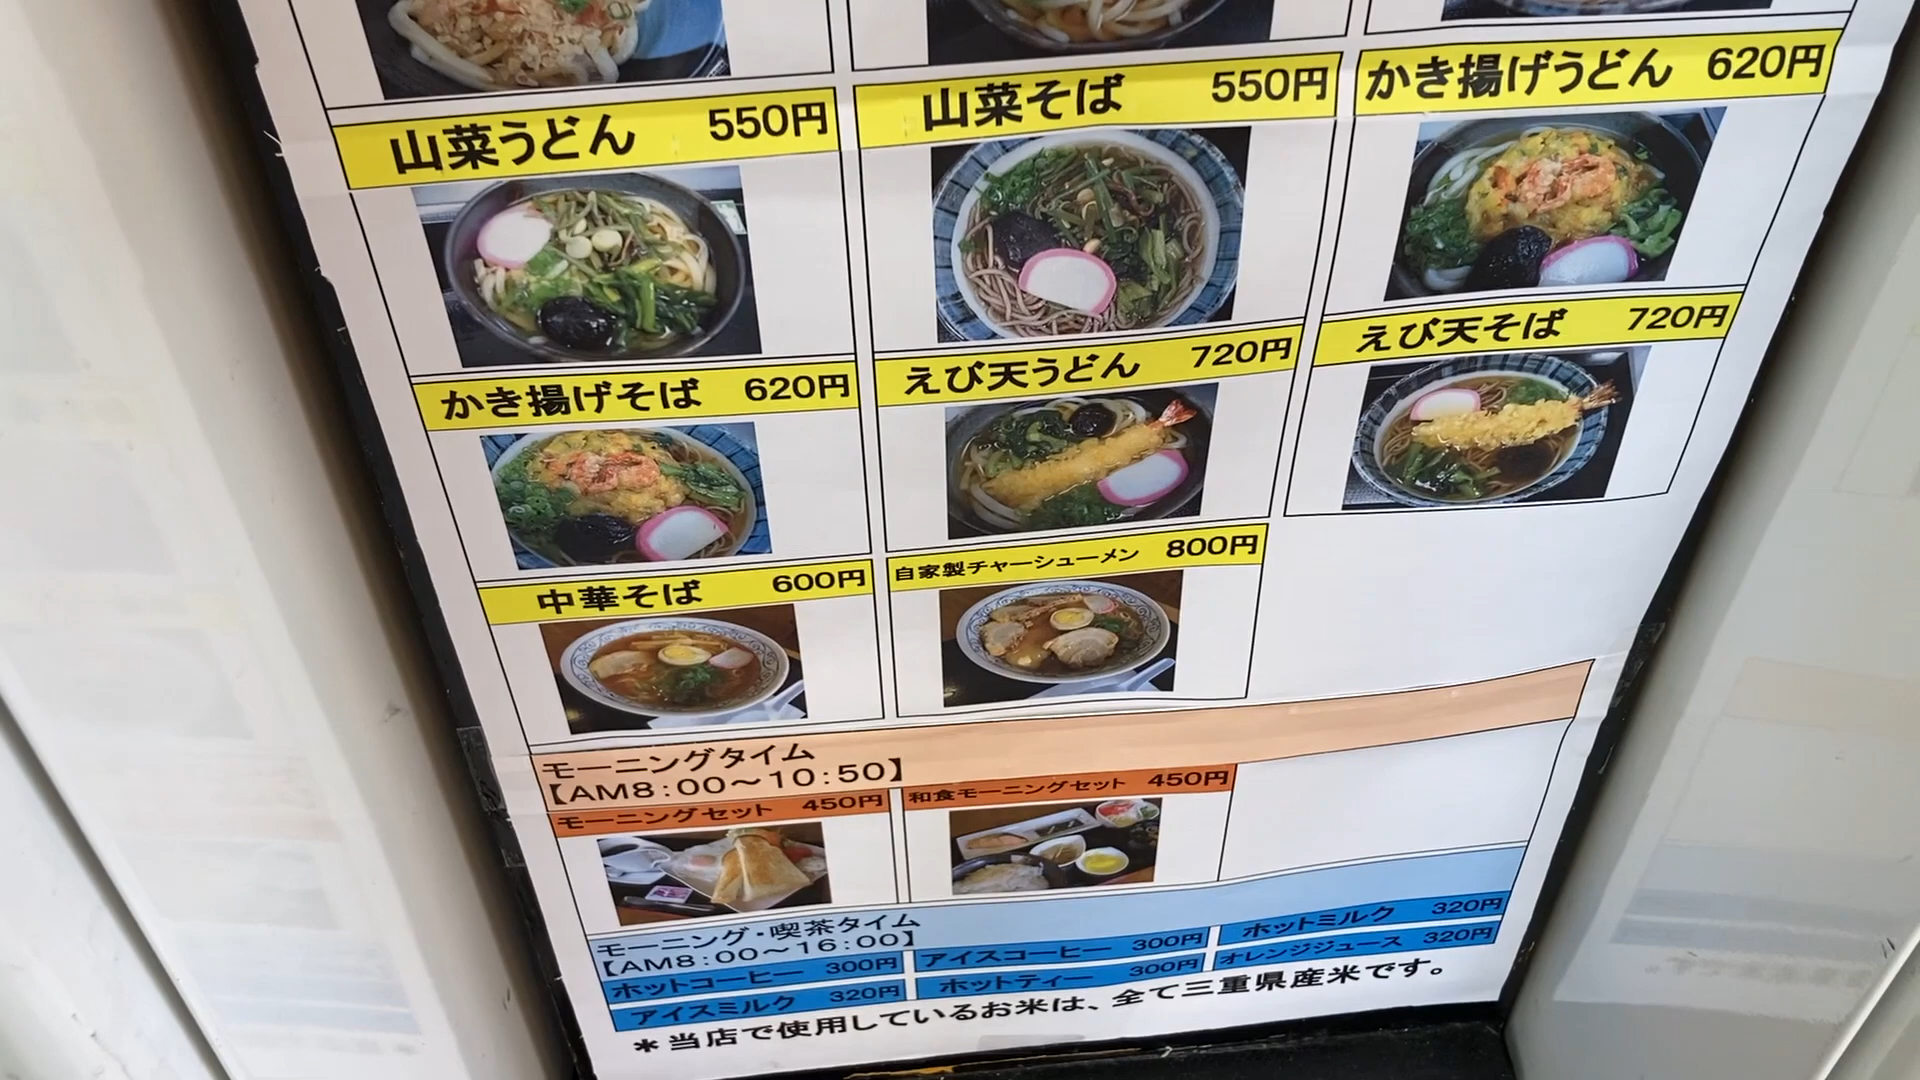 山菜うどん 550円
山菜そば 550円
かき揚げうどん 620円
かき揚げそば 620円
えび天うどん 720円
えび天そば 720円
中華そば 600円
自家製チャーシューメン 800円
モーニングタイム
【AM8:00～10:50】
モーニングセット 450円
和食モーニングセット 450円
モーニング・喫茶タイム
【AM8:00～16:00】
ホットコーヒー 300円
アイスコーヒー 300円
ホットミルク 320円
アイスミルク 320円
ホットティー 300円
オレンジジュース 320円
＊当店で使用しているお米は、全て三重県産米です。